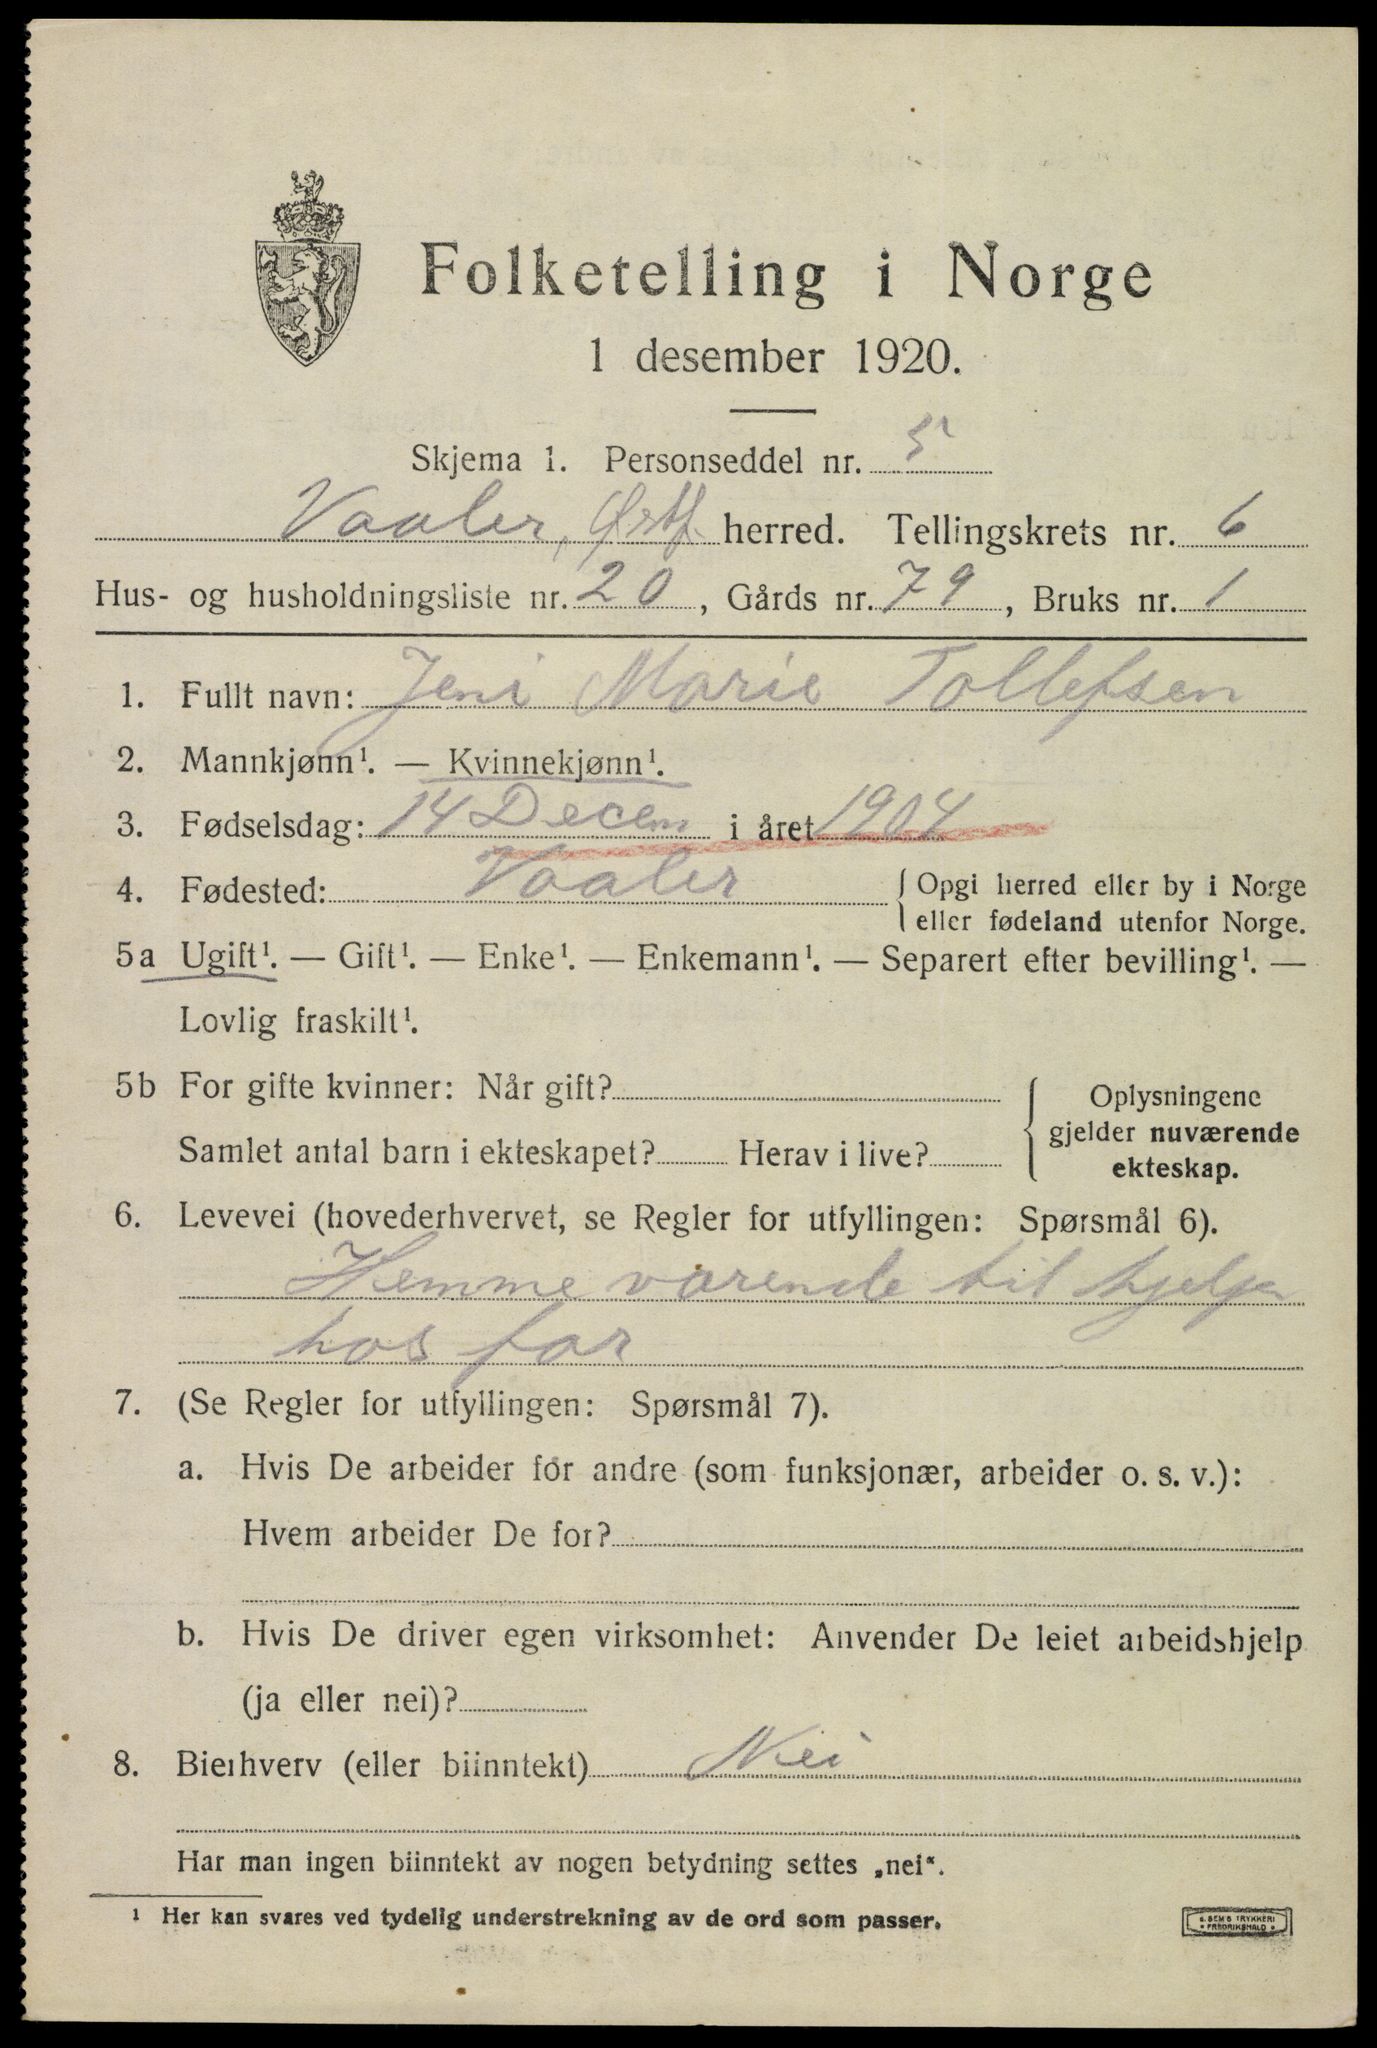 Folketelling i Norge
1 desember 1920.
Skjema 1. Personseddel nr. 5
Vaaler, Østf. herred. Tellingskrets nr. 6
Hus- og husholdningsliste nr. 20, Gårds nr. 79, Bruks nr. 1
1. Fullt navn: Jeni Marie Tollefsen
2. Mannkjønn¹. — Kvinnekjønn¹.
3. Fødselsdag: 14 Decem i året 1904
4. Fødested: Vaaler { Opgi herred eller by i Norge
eller fødeland utenfor Norge.
5a Ugift¹. — Gift¹. — Enke¹. — Enkemann¹. — Separert efter bevilling¹. —
Lovlig fraskilt¹.
5b For gifte kvinner: Når gift?
Samlet antal barn i ekteskapet? Herav i live?
{ Oplysningene
gjelder nuværende
ekteskap.
6. Levevei (hovederhvervet, se Regler for utfyllingen: Spørsmål 6).
Hemme varende til hjelp
hos far
7. (Se Regler for utfyllingen: Spørsmål 7).
a. Hvis De arbeider for andre (som funksjonær, arbeider o. s. v.):
Hvem arbeider De for?
b. Hvis De driver egen virksomhet: Anvender De leiet arbeidshjelp
(ja eller nei)?
8. Bierhverv (eller biinntekt) Nei
Har man ingen biinntekt av nogen betydning settes „nei“.
¹ Her kan svares ved tydelig understrekning av de ord som passer.
E. SEM'S TRYKKERI
• FREDRIKSHALD •